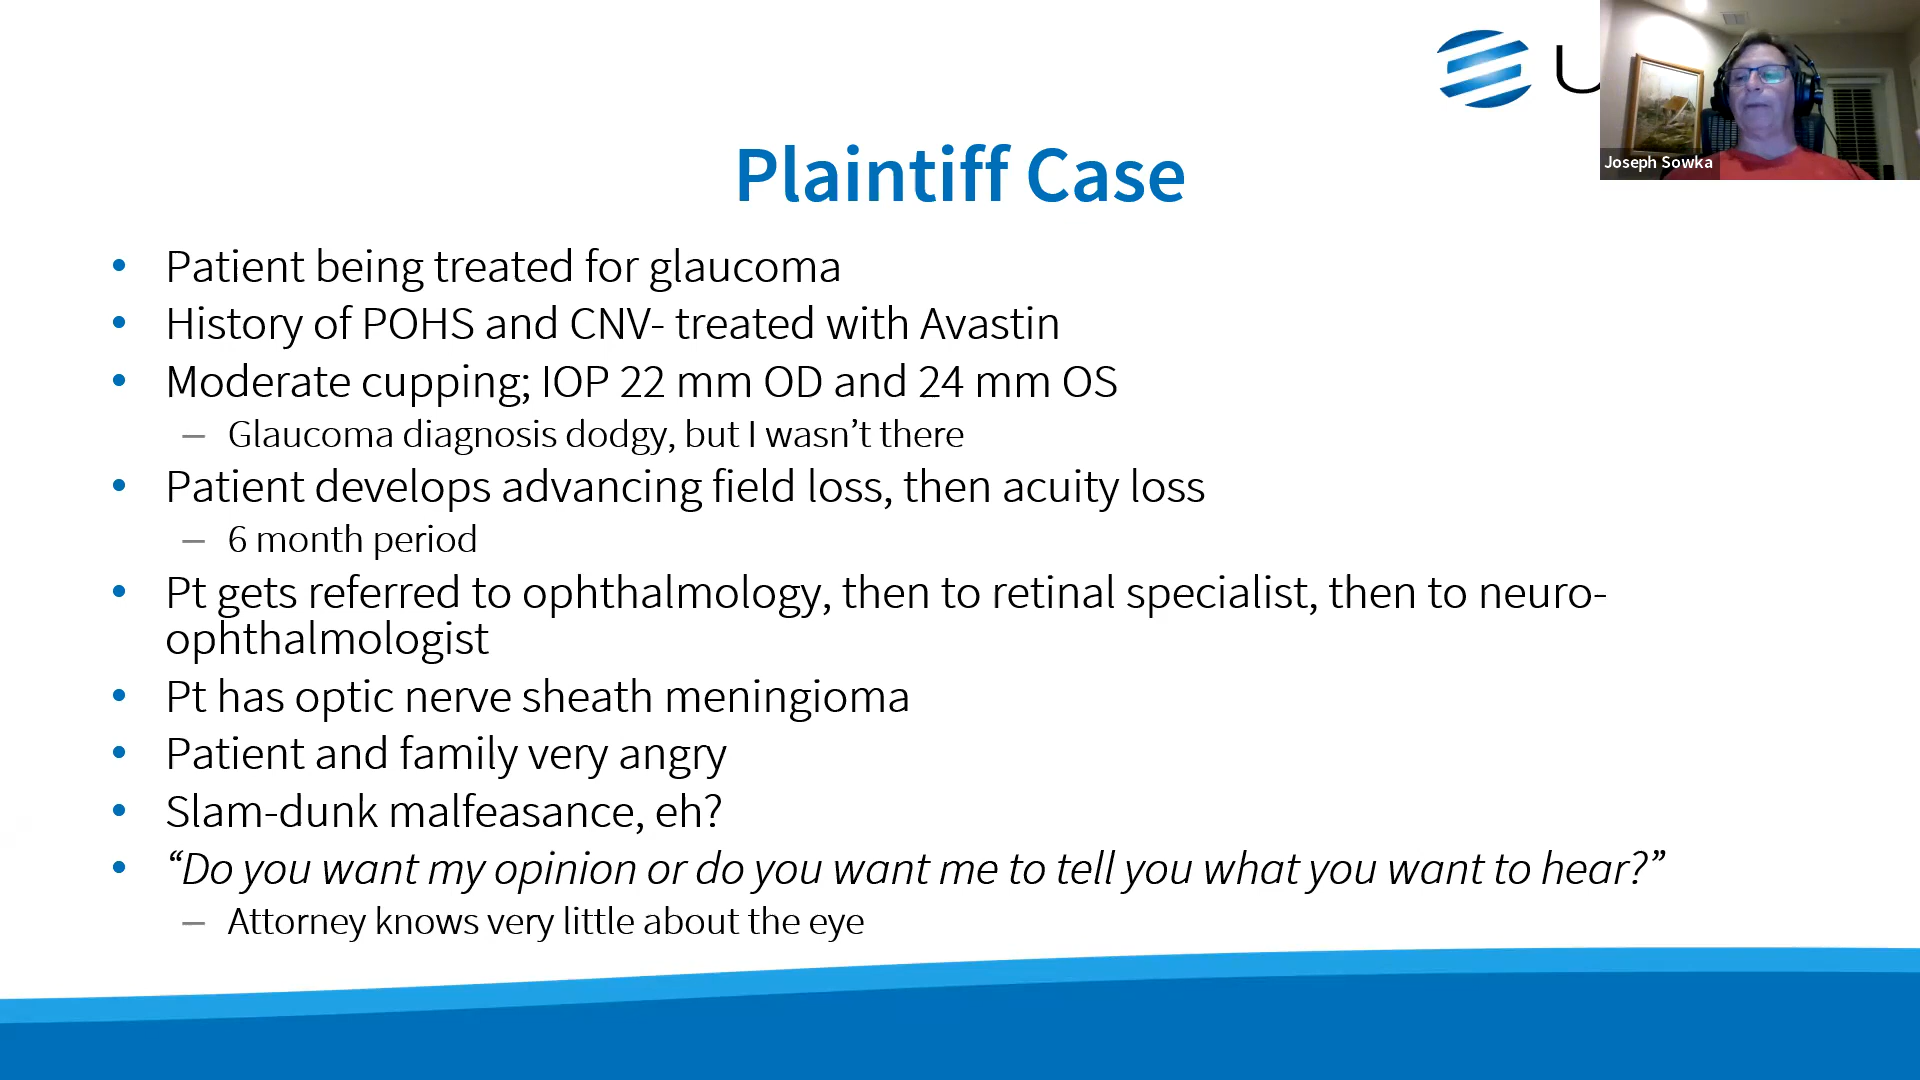 U
Joseph Sowka
Plaintiff Case
• Patient being treated for glaucoma
• History of POHS and CNV- treated with Avastin
• Moderate cupping; IOP 22 mm OD and 24 mm OS
– Glaucoma diagnosis dodgy, but I wasn’t there
• Patient develops advancing field loss, then acuity loss
– 6 month period
• Pt gets referred to ophthalmology, then to retinal specialist, then to neuro-
ophthalmologist
• Pt has optic nerve sheath meningioma
• Patient and family very angry
• Slam-dunk malfeasance, eh?
• “Do you want my opinion or do you want me to tell you what you want to hear?”
– Attorney knows very little about the eye